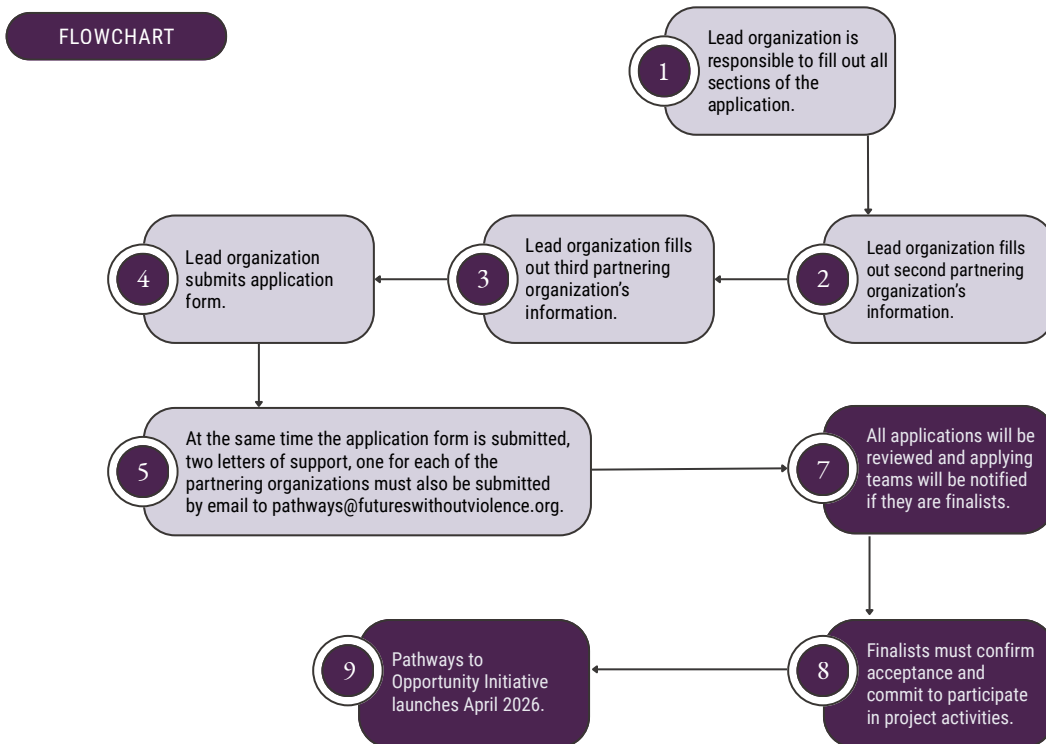 FLOWCHART
1
Lead organization is
responsible to fill out all
sections of the
application.
2
Lead organization fills
out second partnering
organization's
information.
3
Lead organization fills
out third partnering
organization's
information.
4
Lead organization
submits application
form.
5
At the same time the application form is submitted,
two letters of support, one for each of the
partnering organizations must also be submitted
by email to pathways@futureswithoutviolence.org.
7
All applications will be
reviewed and applying
teams will be notified
if they are finalists.
8
Finalists must confirm
acceptance and
commit to participate
in project activities.
9
Pathways to
Opportunity Initiative
launches April 2026.